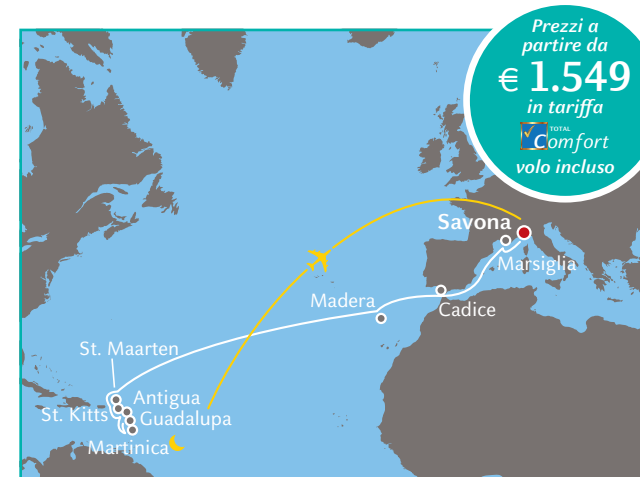 Prezzi a
partire da
€ 1.549
in tariffa
TOTAL
Comfort
volo incluso
Savona
Marsiglia
Madera
Cadice
St. Maarten
Antigua
St. Kitts
Guadalupa
Martinica